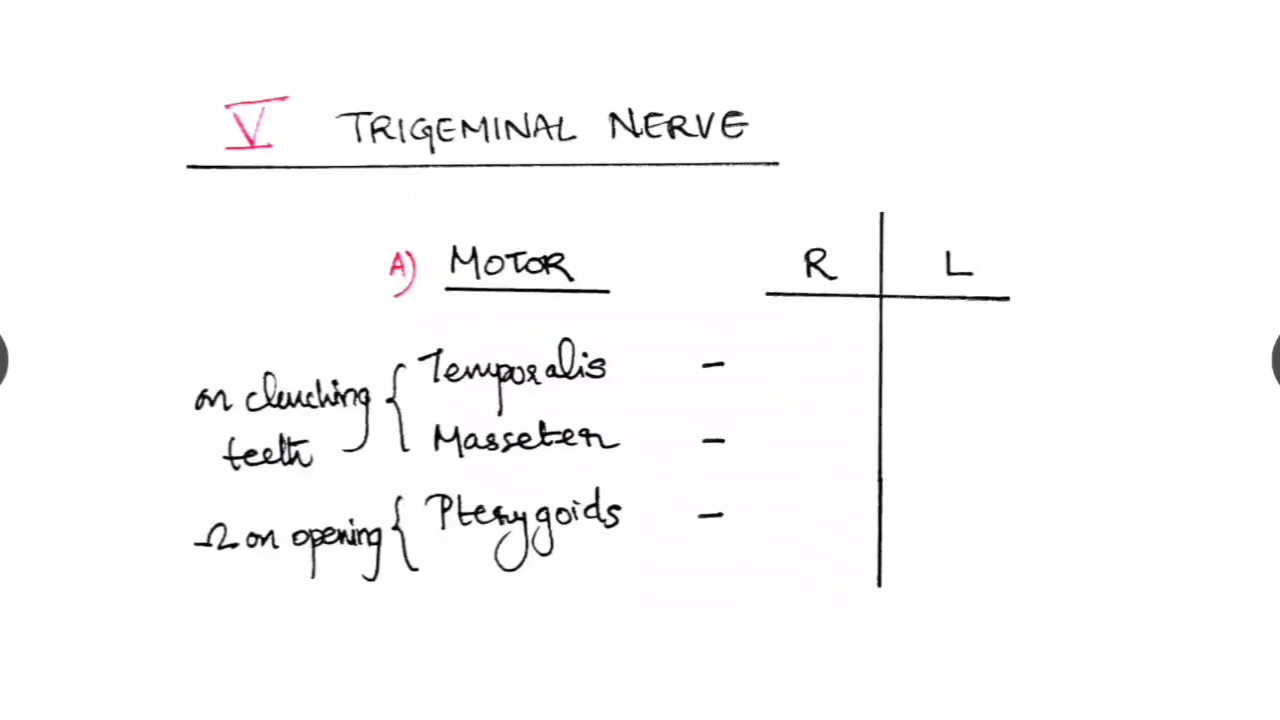 V TRIGEMINAL NERVE
A) MOTOR R L
on clenching { Temporalis -
teeth Masseter -
Ω on opening { Pterygoids -